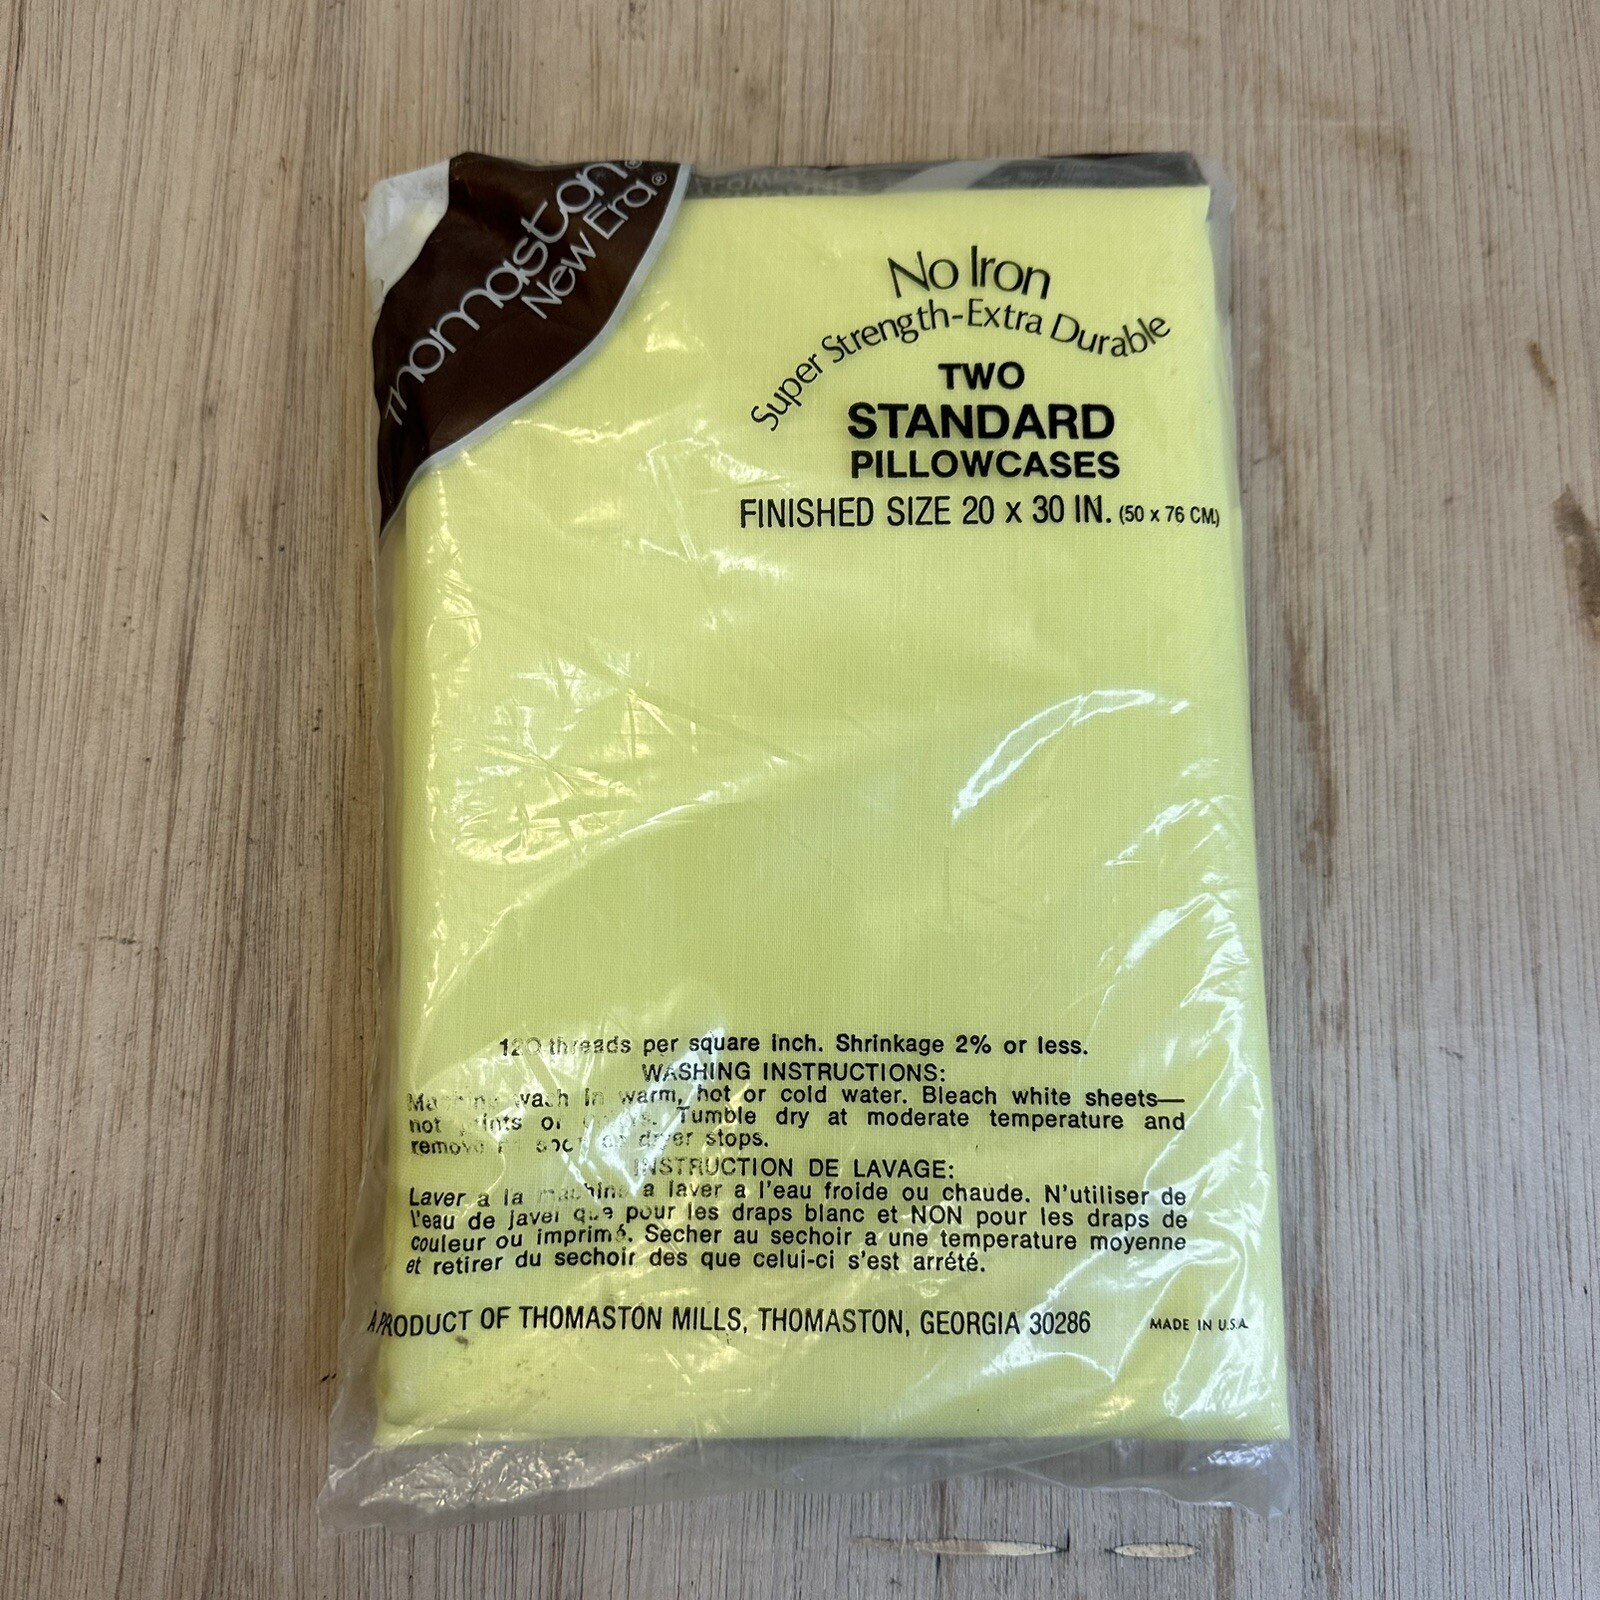 Thomaston®
New Era®
No Iron
Super Strength-Extra Durable
TWO
STANDARD
PILLOWCASES
FINISHED SIZE 20 x 30 IN. (50 x 76 CM.)
threads per square inch. Shrinkage 2% or less.
WASHING INSTRUCTIONS:
wash in warm, hot or cold water. Bleach white sheets—
not Tumble dry at moderate temperature and
remove dryer stops.
INSTRUCTION DE LAVAGE:
Laver a la a laver a l'eau froide ou chaude. N'utiliser de
l'eau de javel que pour les draps blanc et NON pour les draps de
couleur ou imprimé. Secher au sechoir a une temperature moyenne
et retirer du sechoir des que celui-ci s'est arrété.
A PRODUCT OF THOMASTON MILLS, THOMASTON, GEORGIA 30286 MADE IN U.S.A.